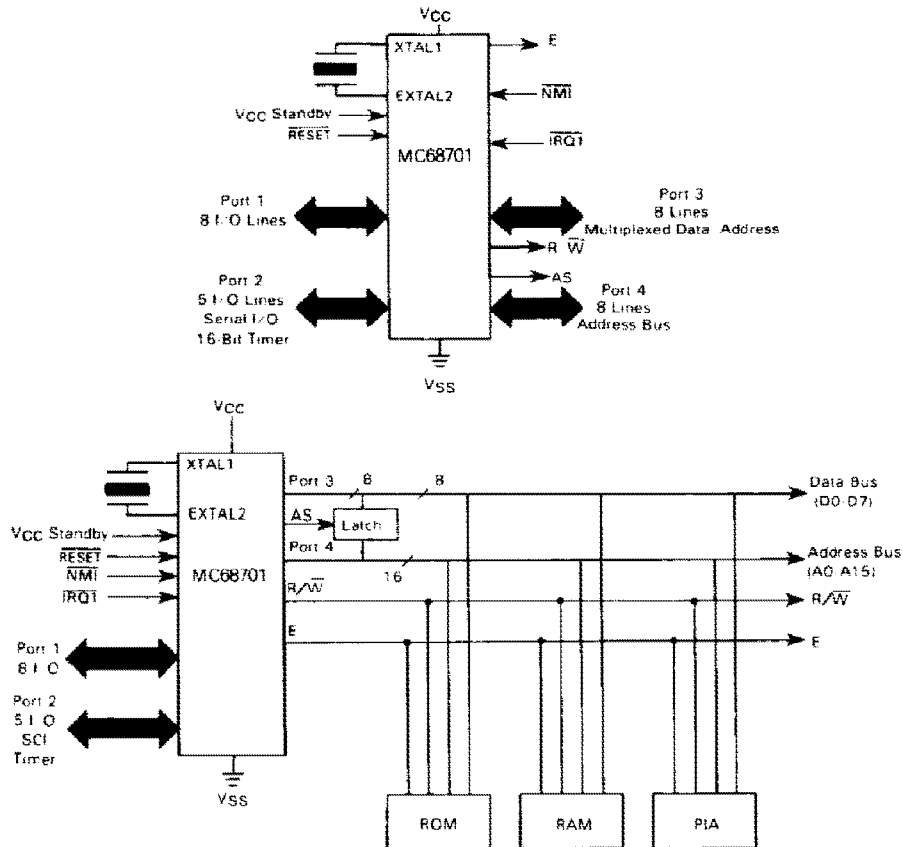 VCC
XTAL1
E
EXTAL2
NMI
VCC Standby
RESET
IRQ1
MC68701
Port 1
8 I/O Lines
Port 3
8 Lines
Multiplexed Data Address
R W
AS
Port 2
5 I/O Lines
Serial I/O
16-Bit Timer
Port 4
8 Lines
Address Bus
VSS
VCC
XTAL1
EXTAL2
VCC Standby
RESET
NMI
IRQ1
MC68701
Port 3
8
8
Data Bus
(D0-D7)
AS
Latch
Port 4
16
Address Bus
(A0-A15)
R/W
R/W
E
E
Port 1
8 I O
Port 2
5 I O
SCI
Timer
VSS
ROM
RAM
PIA